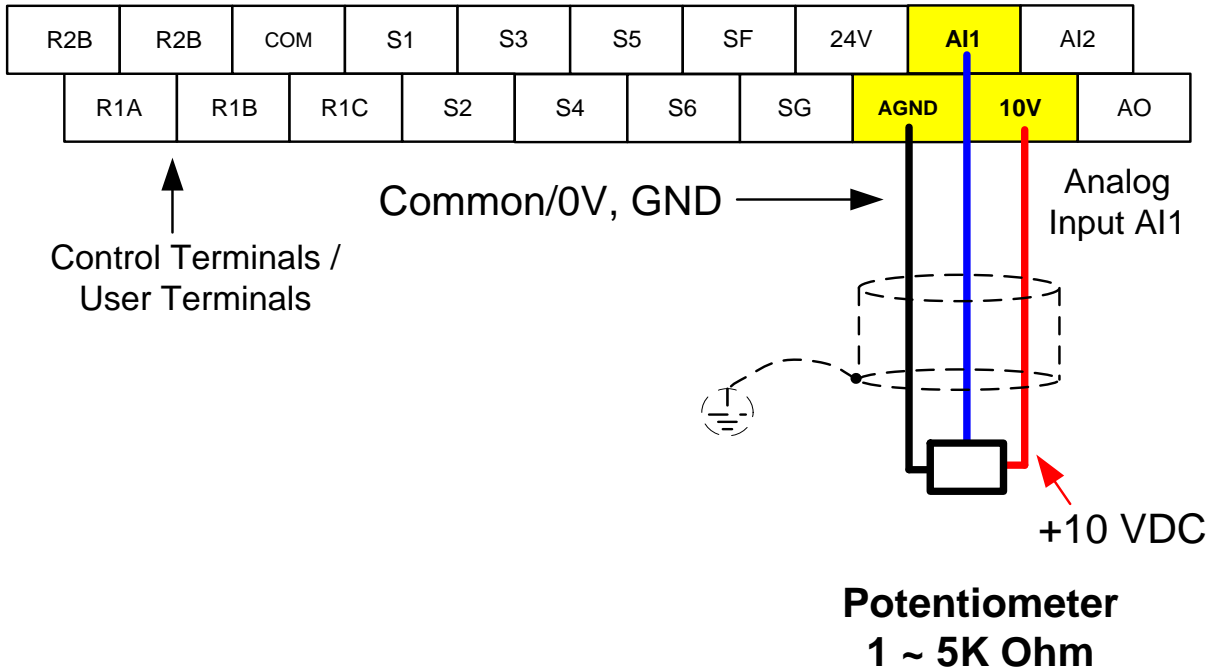 R2B R2B COM S1 S3 S5 SF 24V AI1 AI2
R1A R1B R1C S2 S4 S6 SG AGND 10V AO
Common/0V, GND
Analog
Input AI1
Control Terminals /
User Terminals
+10 VDC
Potentiometer
1 ~ 5K Ohm